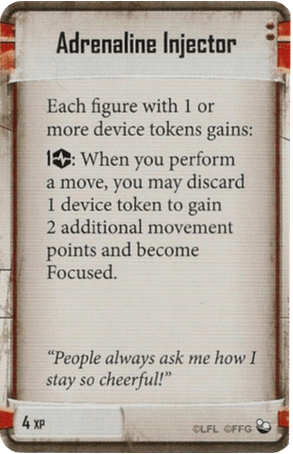 Adrenaline Injector
Each figure with 1 or
more device tokens gains:
1: When you perform
a move, you may discard
1 device token to gain
2 additional movement
points and become
Focused.
“People always ask me how I
stay so cheerful!”
4 XP
©LFL ©FFG